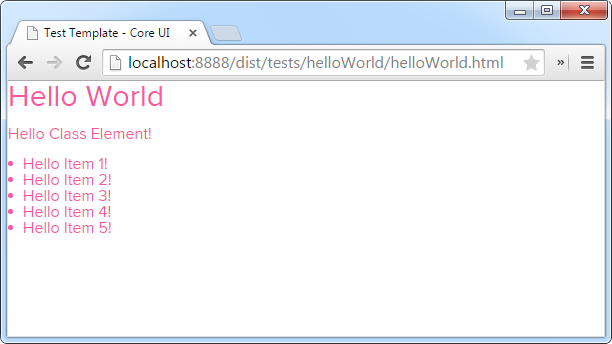 Test Template - Core UI
localhost:8888/dist/tests/helloWorld/helloWorld.html
Hello World
Hello Class Element!
Hello Item 1!
Hello Item 2!
Hello Item 3!
Hello Item 4!
Hello Item 5!